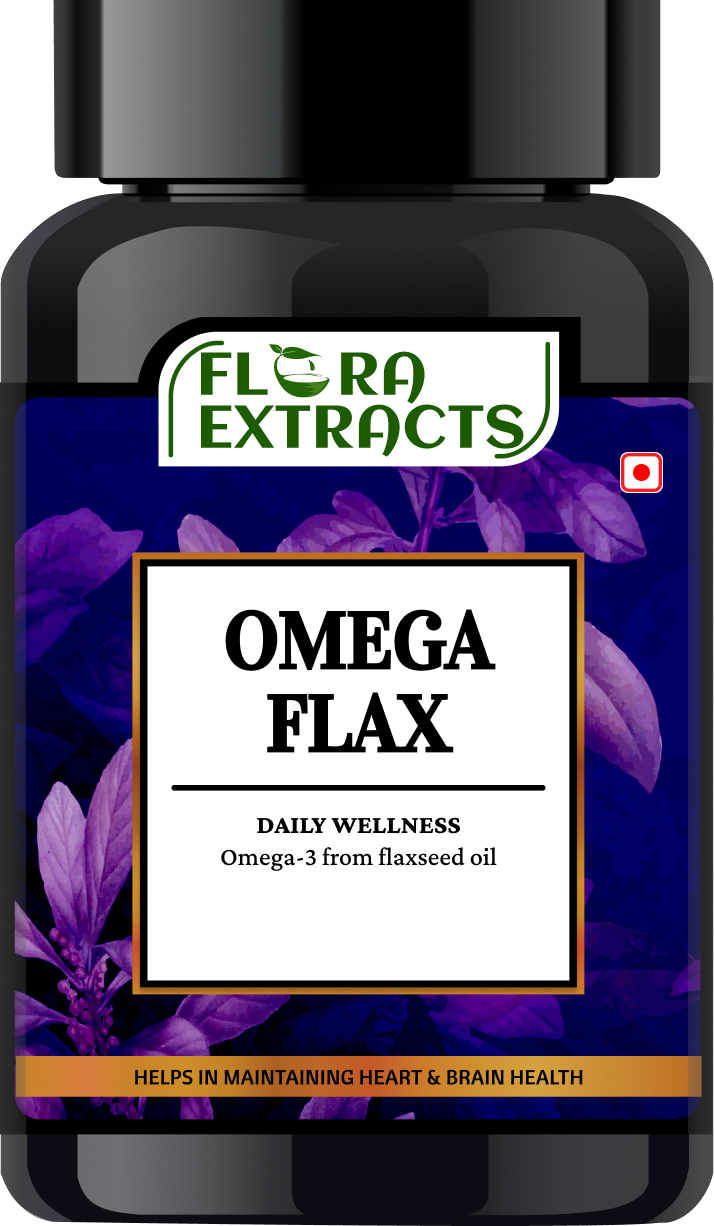 FLORA
EXTRACTS
OMEGA
FLAX
DAILY WELLNESS
Omega-3 from flaxseed oil
HELPS IN MAINTAINING HEART & BRAIN HEALTH